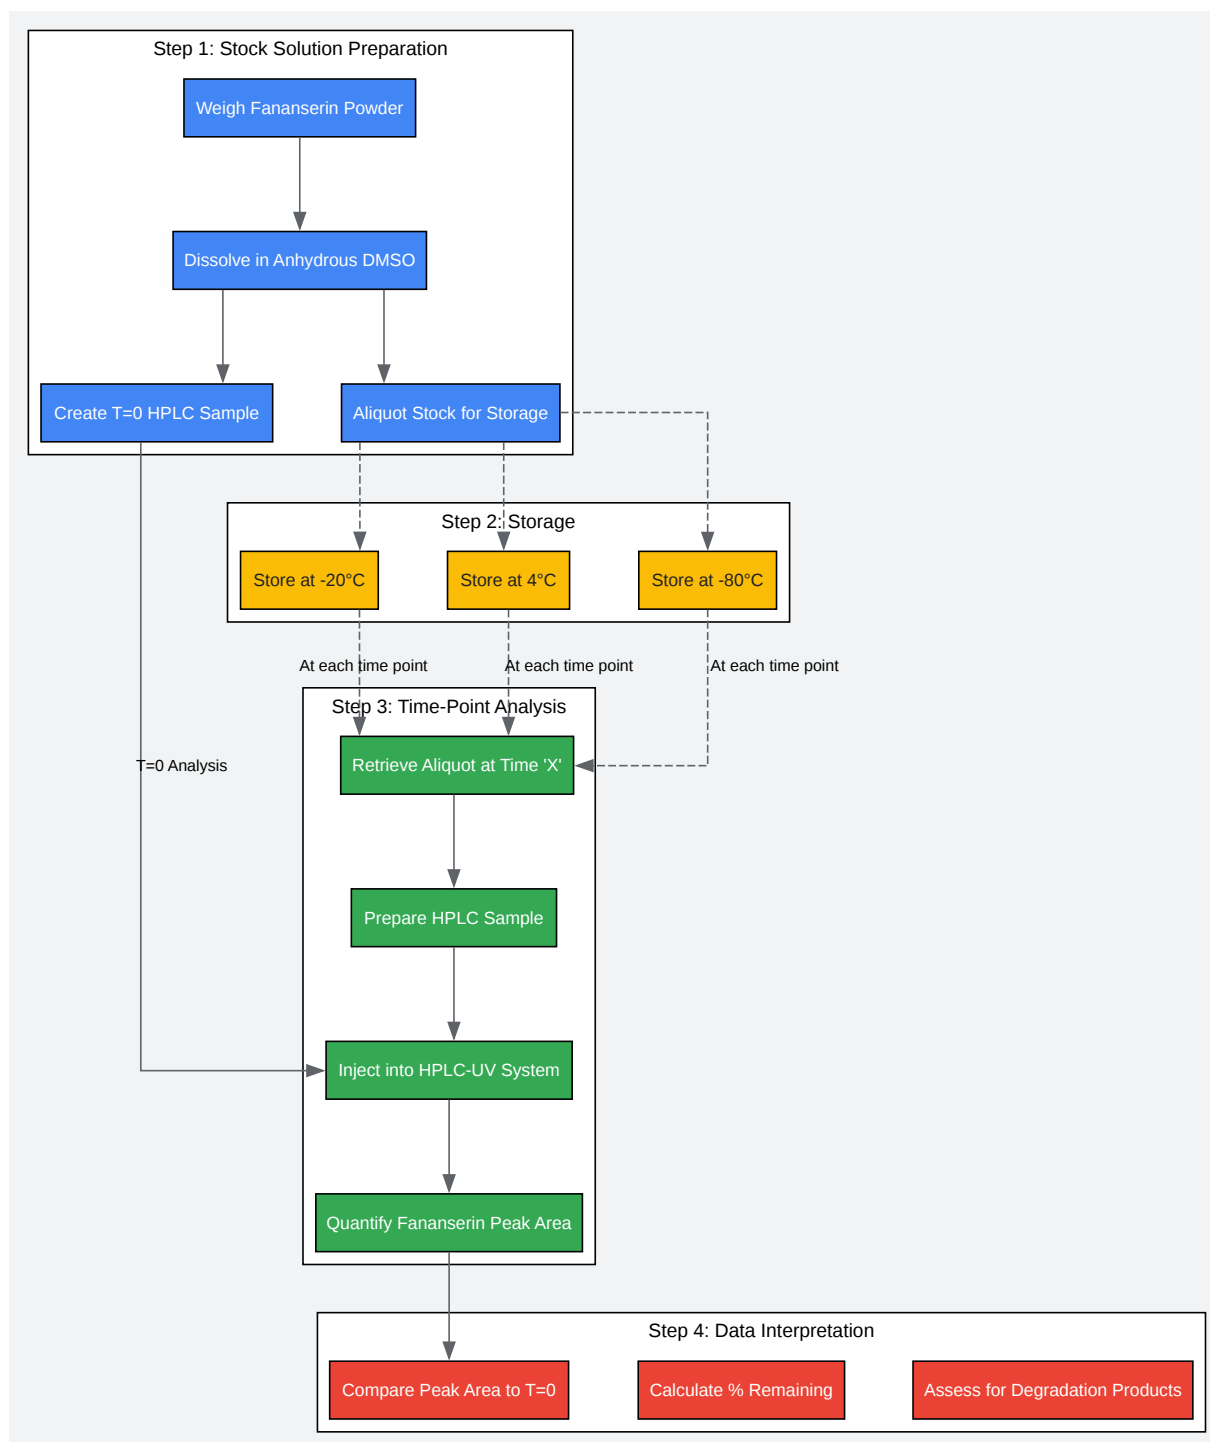 Step 1: Stock Solution Preparation
Weigh Fananserin Powder
Dissolve in Anhydrous DMSO
Create T=0 HPLC Sample
Aliquot Stock for Storage
Step 2: Storage
Store at -20°C
Store at 4°C
Store at -80°C
At each time point
At each time point
At each time point
Step 3: Time-Point Analysis
Retrieve Aliquot at Time 'X'
T=0 Analysis
Prepare HPLC Sample
Inject into HPLC-UV System
Quantify Fananserin Peak Area
Step 4: Data Interpretation
Compare Peak Area to T=0
Calculate % Remaining
Assess for Degradation Products